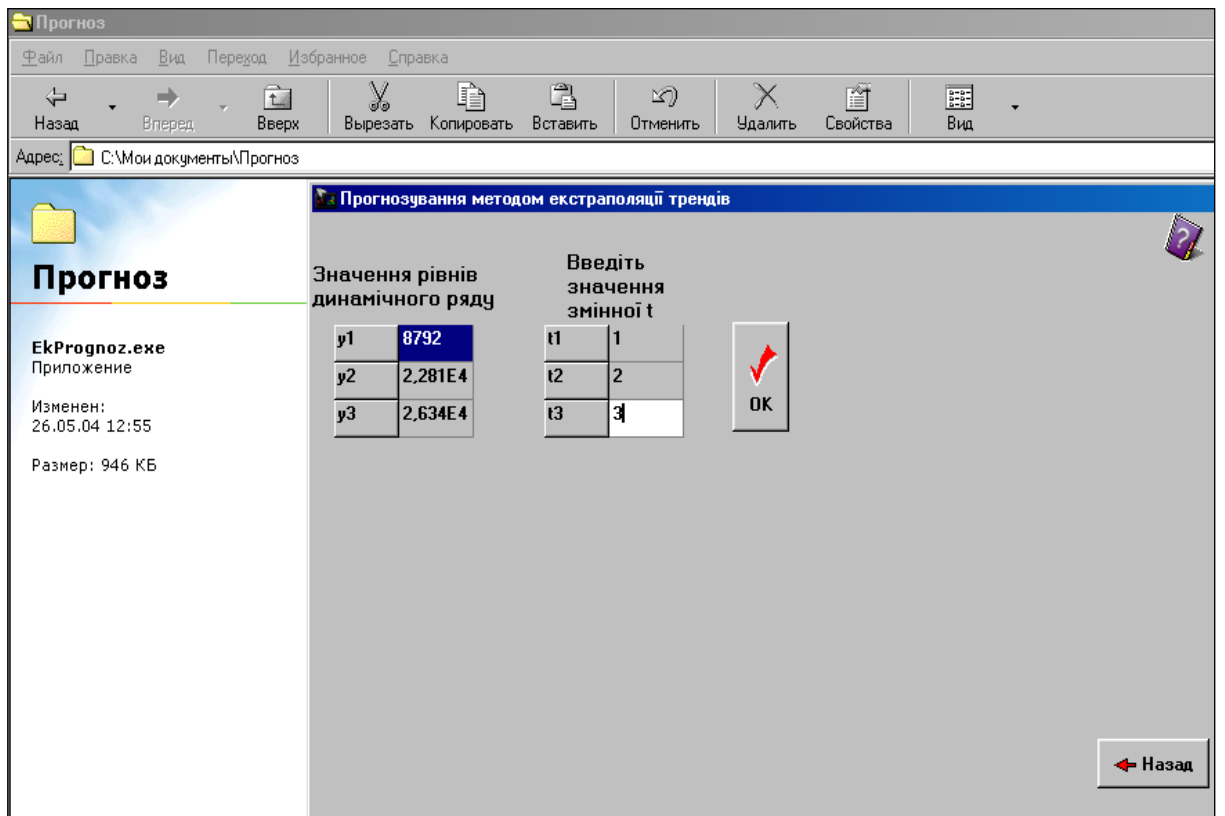 Прогноз
Файл Правка Вид Переход Избранное Справка
Назад Вперед Вверх Вырезать Копировать Вставить Отменить Удалить Свойства Вид
Адрес: C:\Мои документы\Прогноз
Прогнозування методом екстраполяції трендів
Прогноз
EkPrognoz.exe
Приложение
Изменен:
26.05.04 12:55
Размер: 946 КБ
Значення рівнів
динамічного ряду
Введіть
значення
змінної t
y1 8792 t1 1
y2 2,281E4 t2 2
y3 2,634E4 t3 3
OK
Назад